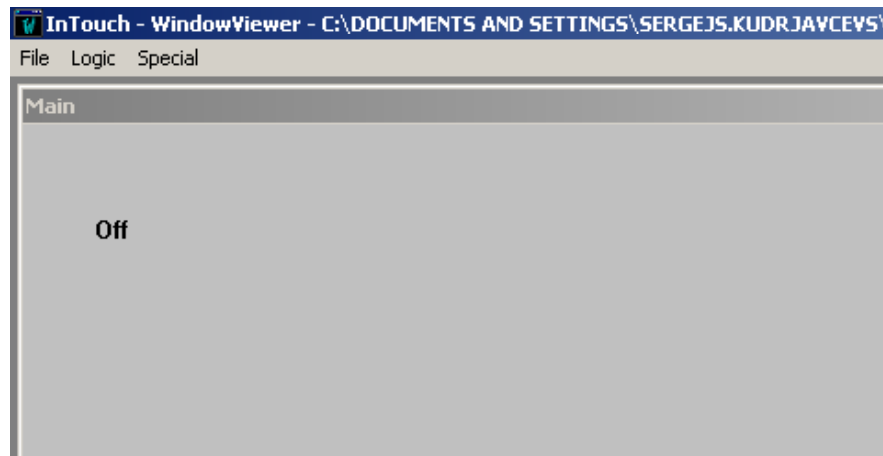 InTouch - WindowViewer - C:\DOCUMENTS AND SETTINGS\SERGEJS.KUDRJAVCEVS\
File Logic Special
Main
Off